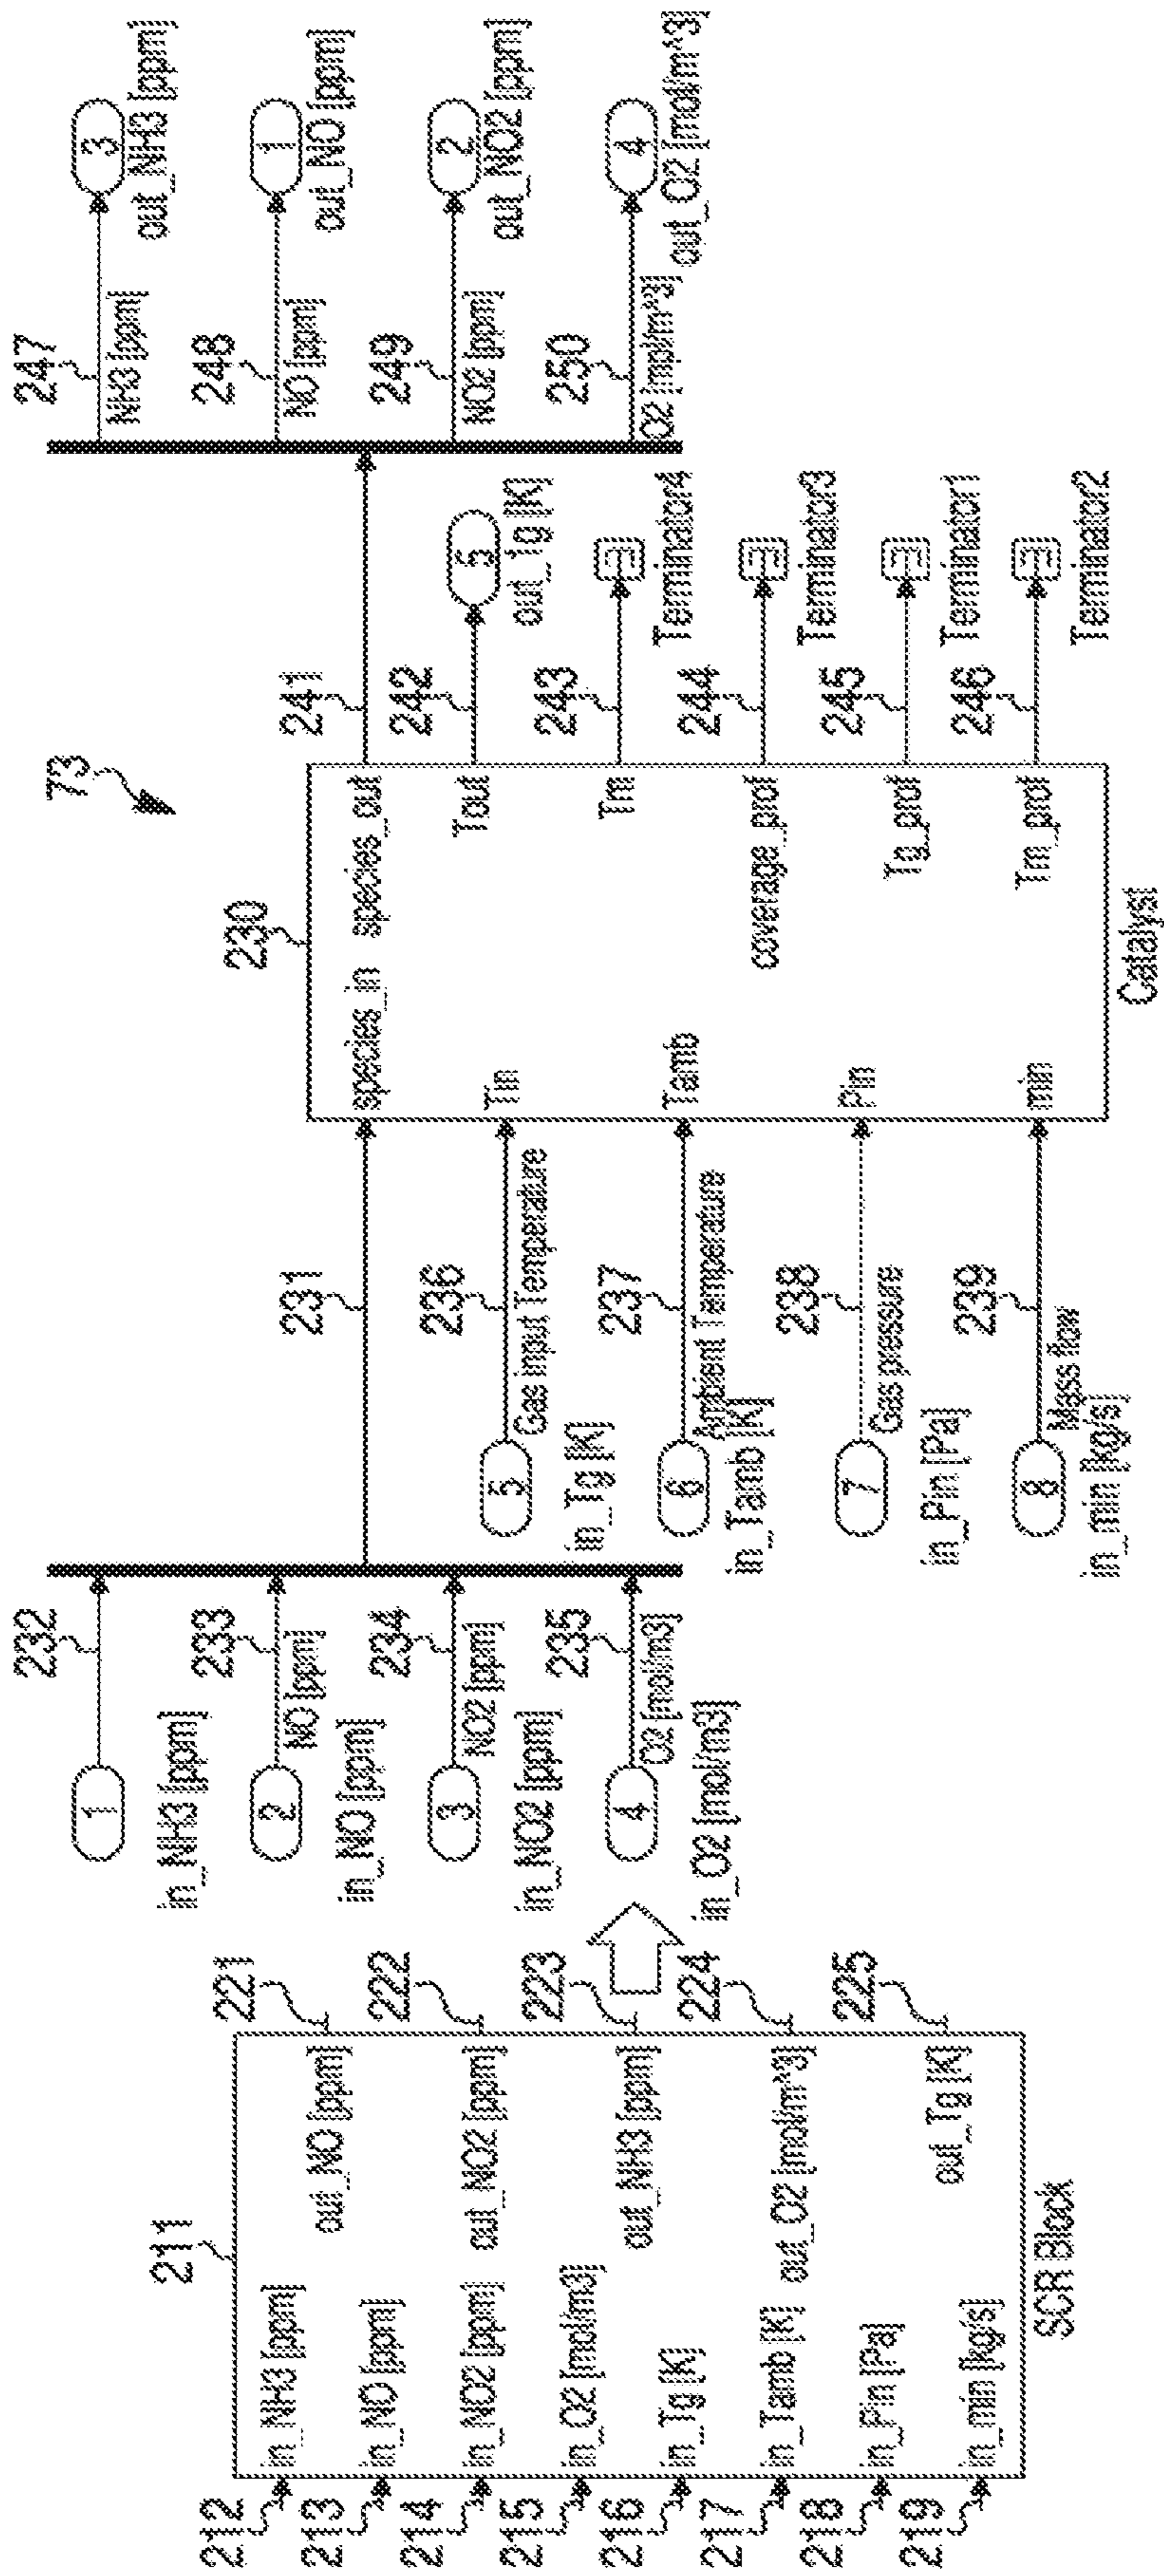 73
211
212
in_NH3 [ppm]
213
in_NO [ppm]
214
in_NO2 [ppm]
215
in_O2 [mol/m3]
216
in_Tg [K]
217
in_Tamb [K]
218
in_Pin [Pa]
219
in_min [kg/s]
out_NO [ppm]
221
out_NO2 [ppm]
222
out_NH3 [ppm]
223
out_O2 [mol/m^3]
224
out_Tg [K]
225
SCR Block
1
in_NH3 [ppm]
232
2
in_NO [ppm]
NO [ppm]
233
3
in_NO2 [ppm]
NO2 [ppm]
234
4
in_O2 [mol/m3]
O2 [mol/m3]
235
231
5
in_Tg [K]
Gas Input Temperature
236
6
in_Tamb [K]
Ambient Tamperature
237
7
in_Pin [Pa]
Gas pressure
238
8
in_min [kg/s]
Mass flow
239
230
species_in
species_out
Tin
Tout
Tamb
Tm
Pin
coverage_prof
Tg_prof
min
Tm_prof
Catalyst
241
242
5
out_Tg [K]
243
Terminator4
244
Terminator3
245
Terminator1
246
Terminator2
247
NH3 [ppm]
3
out_NH3 [ppm]
248
NO [ppm]
1
out_NO [ppm]
249
NO2 [ppm]
2
out_NO2 [ppm]
250
O2 [mol/m^3]
4
out_O2 [mol/m^3]